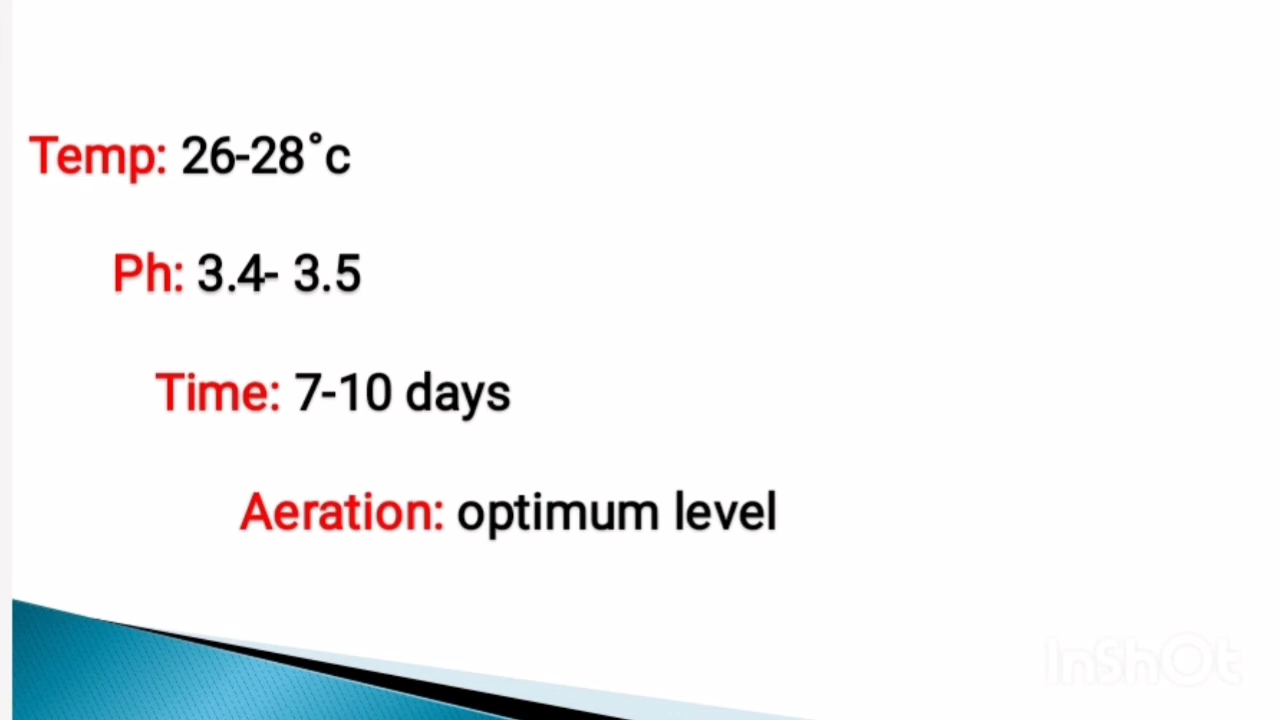 Temp: 26-28°c
Ph: 3.4- 3.5
Time: 7-10 days
Aeration: optimum level
InShOt